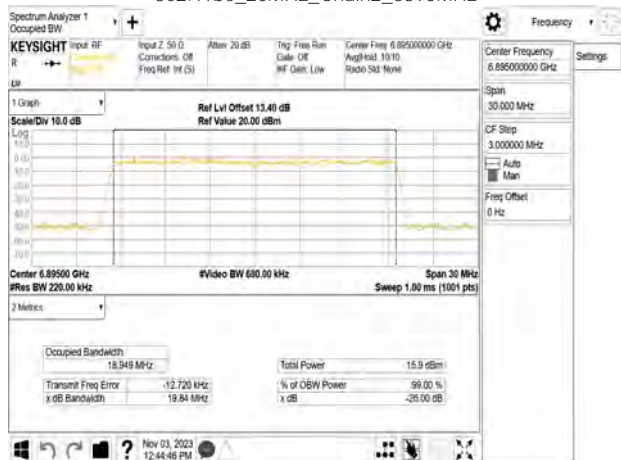 Spectrum Analyzer 1
Occupied BW
+
Frequency
KEYSIGHT Input: RF
R
Input Z: 50 Ω
Corrections: Off
Freq Ref: Int (S)
Atten: 20 dB
Trig: Free Run
Gate: Off
#IF Gain: Low
Center Freq: 6.895000000 GHz
Avg|Hold: 10/10
Radio Std: None
Center Frequency
6.895000000 GHz
Settings
Span
30.000 MHz
CF Step
3.000000 MHz
Auto
Man
Freq Offset
0 Hz
1 Graph
Scale/Div 10.0 dB
Ref Lvl Offset 13.40 dB
Ref Value 20.00 dBm
Log
Center 6.89500 GHz
#Res BW 220.00 kHz
#Video BW 680.00 kHz
Span 30 MHz
Sweep 1.00 ms (1001 pts)
2 Metrics
Occupied Bandwidth
18.949 MHz
Total Power 15.9 dBm
Transmit Freq Error -12.720 kHz
% of OBW Power 99.00 %
x dB Bandwidth 19.84 MHz
x dB -26.00 dB
?
Nov 03, 2023
12:44:46 PM